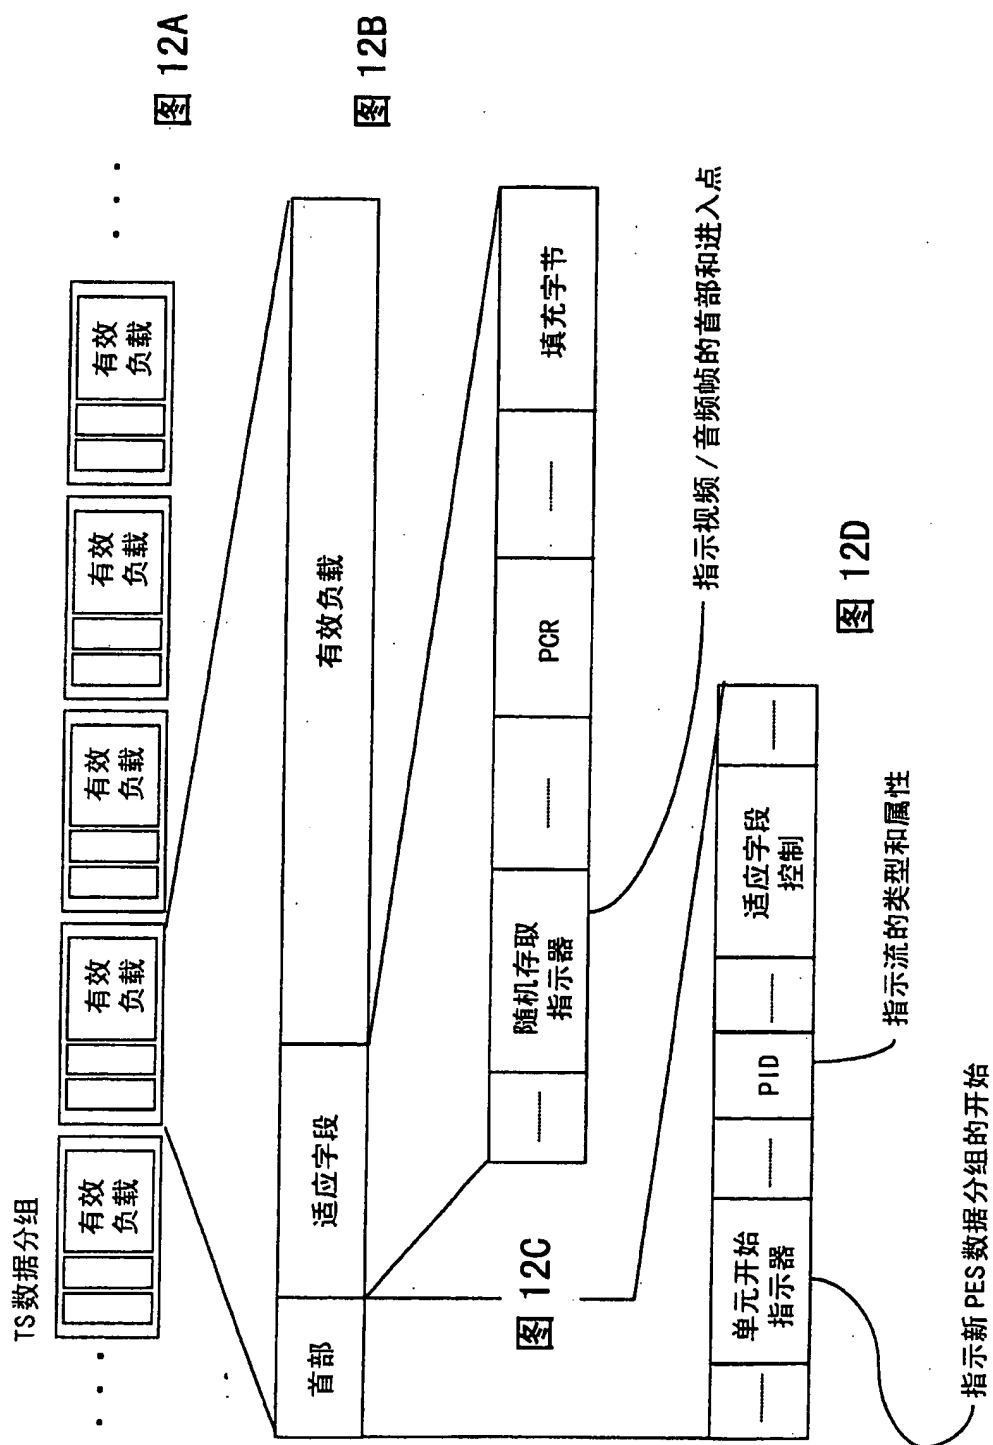 TS数据分组
有效
负载
有效
负载
有效
负载
有效
负载
有效
负载
图 12A
首部
适应字段
有效负载
图 12B
——
随机存取
指示器
——
PCR
——
填充字节
图 12C
指示视频/音频帧的首部和进入点
——
单元开始
指示器
——
PID
——
适应字段
控制
——
图 12D
指示流的类型和属性
指示新PES数据分组的开始